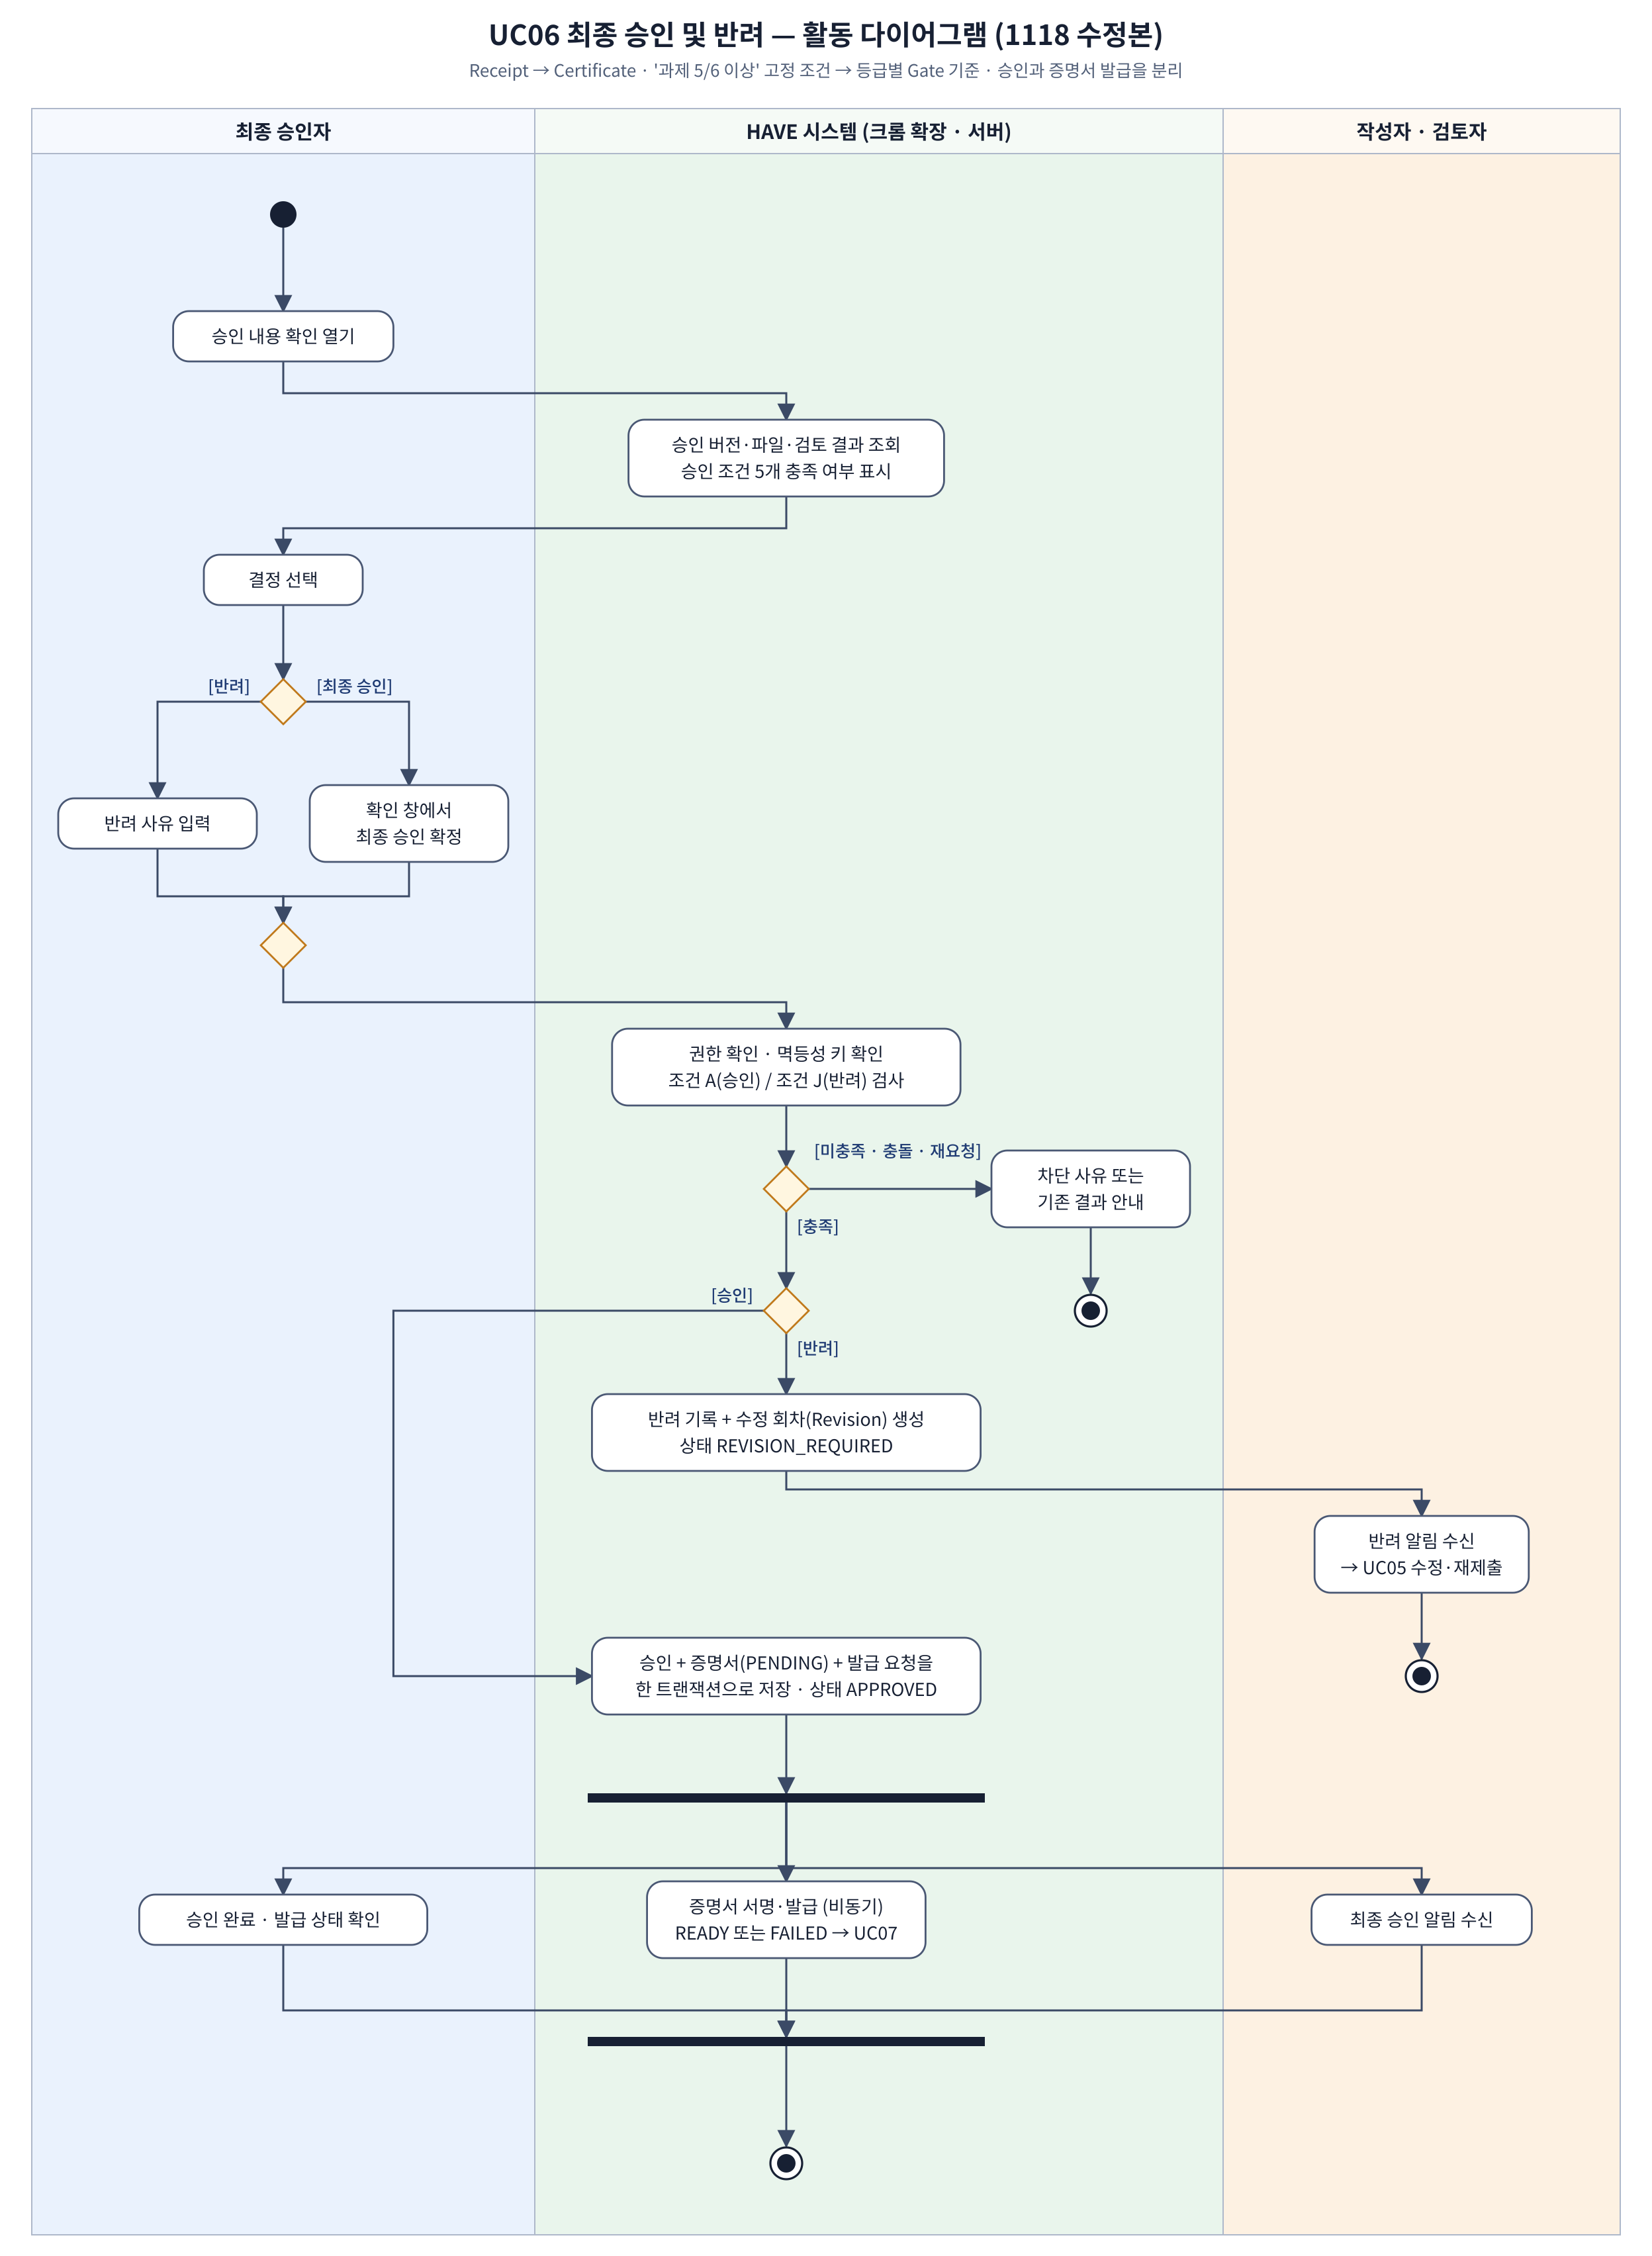 UC06 최종 승인 및 반려 — 활동 다이어그램 (1118 수정본)
Receipt → Certificate · '과제 5/6 이상' 고정 조건 → 등급별 Gate 기준 · 승인과 증명서 발급을 분리
최종 승인자
HAVE 시스템 (크롬 확장 · 서버)
작성자 · 검토자
승인 내용 확인 열기
승인 버전·파일·검토 결과 조회
승인 조건 5개 충족 여부 표시
결정 선택
[반려]
[최종 승인]
반려 사유 입력
확인 창에서
최종 승인 확정
권한 확인 · 멱등성 키 확인
조건 A(승인) / 조건 J(반려) 검사
[미충족 · 충돌 · 재요청]
차단 사유 또는
기존 결과 안내
[충족]
[승인]
[반려]
반려 기록 + 수정 회차(Revision) 생성
상태 REVISION_REQUIRED
반려 알림 수신
→ UC05 수정·재제출
승인 + 증명서(PENDING) + 발급 요청을
한 트랜잭션으로 저장 · 상태 APPROVED
승인 완료 · 발급 상태 확인
증명서 서명·발급 (비동기)
READY 또는 FAILED → UC07
최종 승인 알림 수신